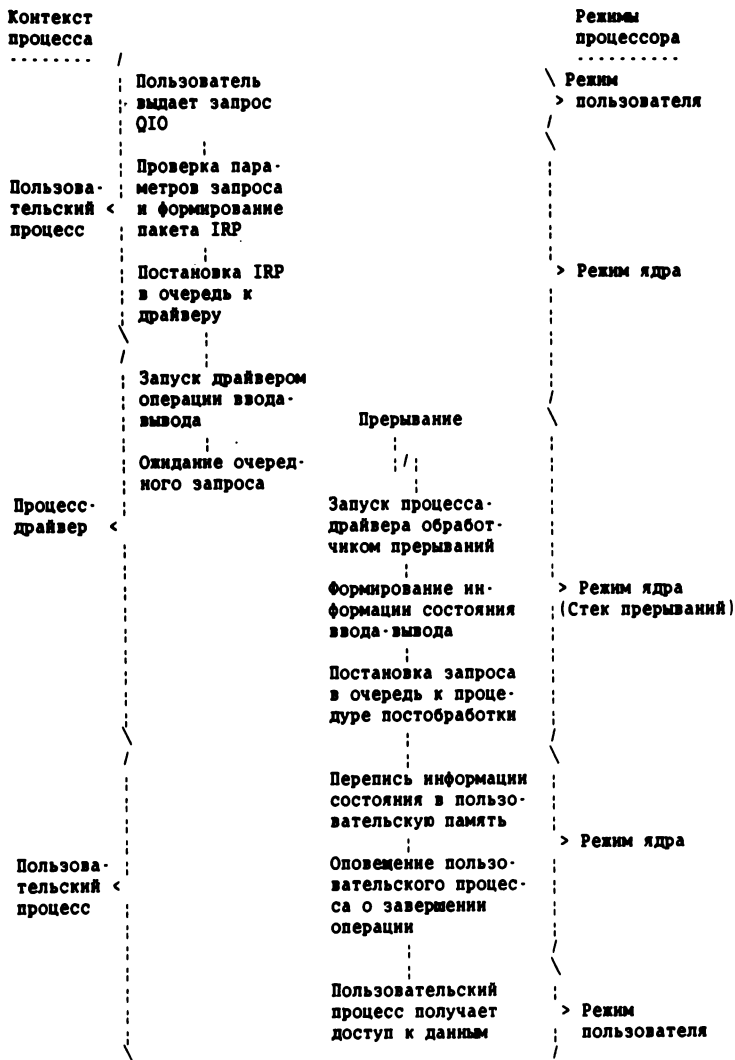 Контекст
процесса
Режимы
процессора
Пользователь
выдает запрос
QIO
> Режим
пользователя
Проверка пара-
метров запроса
и формирование
пакета IRP
Пользова-
тельский <
процесс
Постановка IRP
в очередь к
драйверу
> Режим ядра
Запуск драйвером
операции ввода-
вывода
Прерывание
Ожидание очеред-
ного запроса
Процесс-
драйвер <
Запуск процесса-
драйвера обработ-
чиком прерываний
Формирование ин-
формации состояния
ввода-вывода
> Режим ядра
(Стек прерываний)
Постановка запроса
в очередь к проце-
дуре постобработки
Перепись информации
состояния в пользо-
вательскую память
> Режим ядра
Пользова-
тельский <
процесс
Оповещение пользо-
вательского процес-
са о завершении
операции
Пользовательский
процесс получает
доступ к данным
> Режим
пользователя